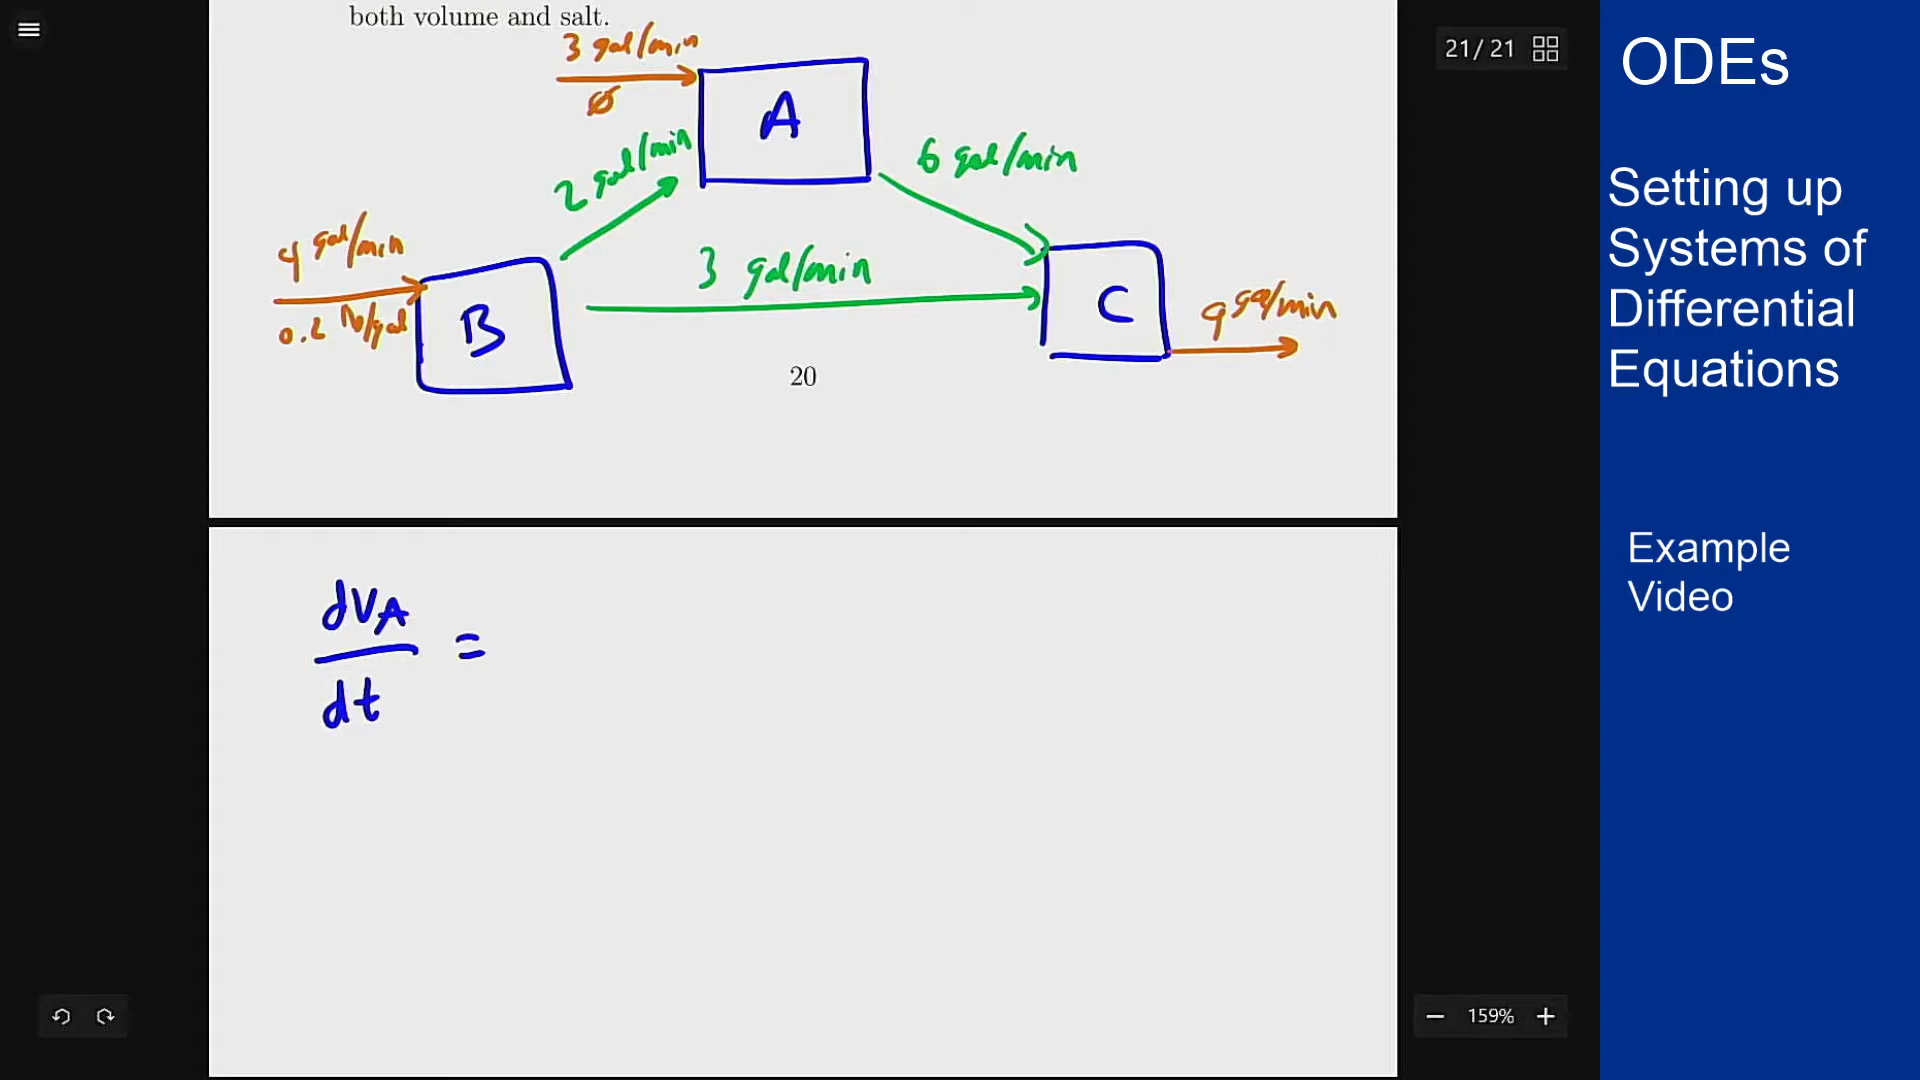 both volume and salt.
3 gal/min
∅
A
2 gal/min
6 gal/min
4 gal/min
0.2 lb/gal
B
3 gal/min
C
9 gal/min
20
dV_A
dt
=
21 / 21
159%
ODEs
Setting up
Systems of
Differential
Equations
Example
Video